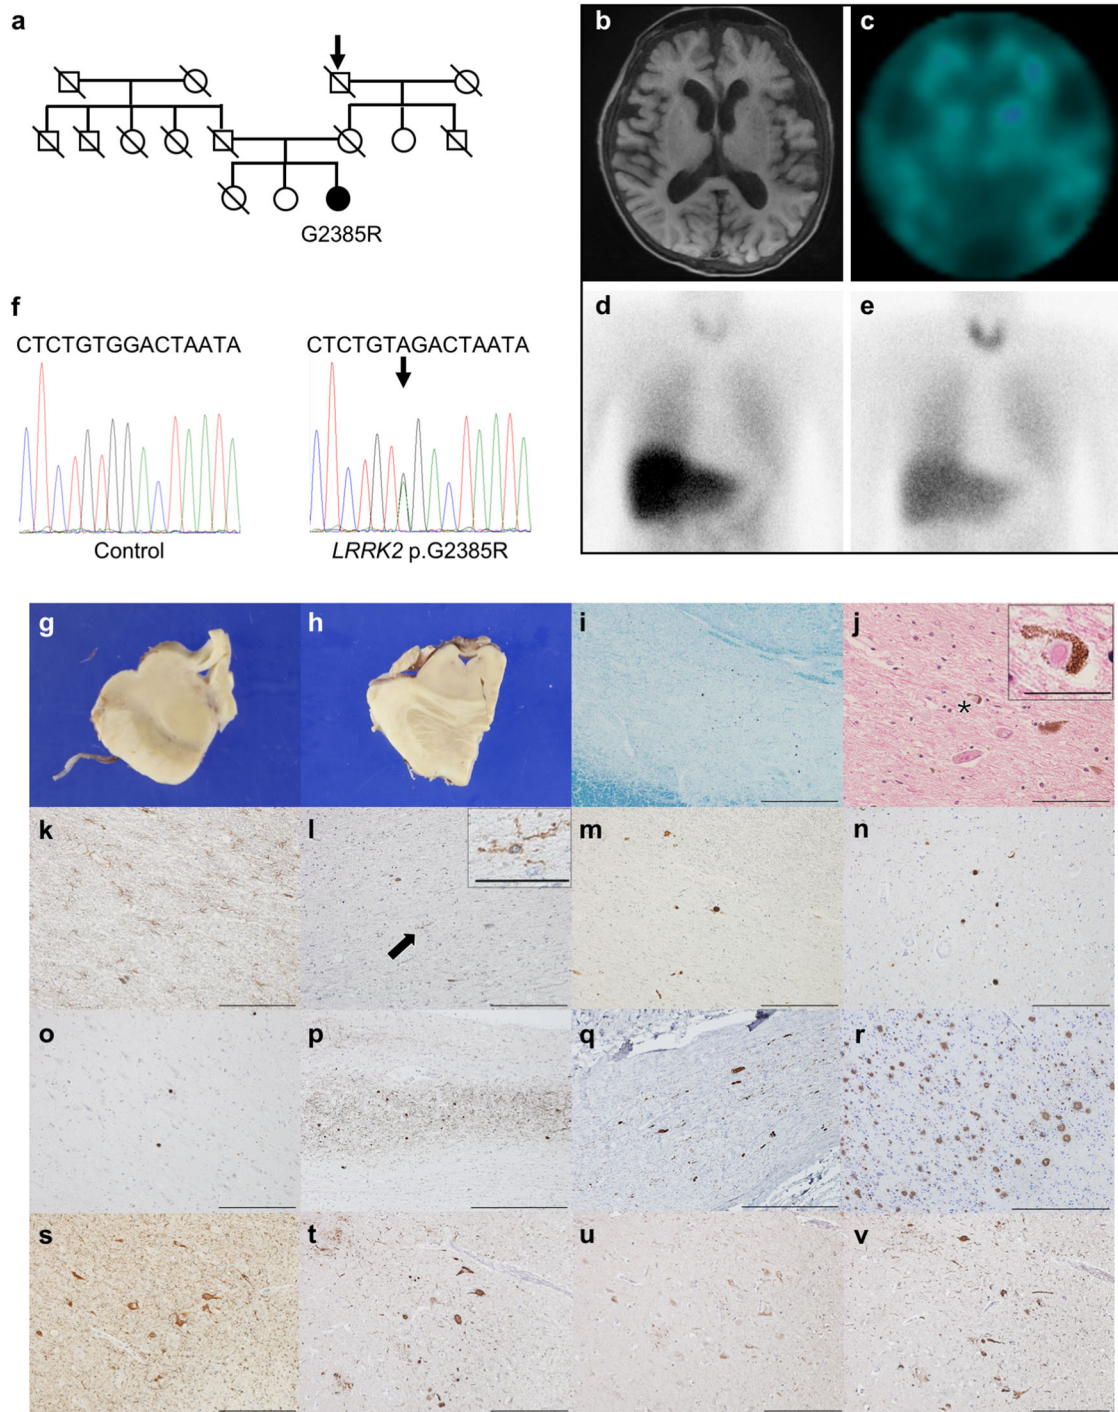 a
G2385R
b
c
d
e
f
CTCTGTGGACTAATA
CTCTGTAGACTAATA
Control
LRRK2 p.G2385R
g
h
i
j
*
k
l
m
n
o
p
q
r
s
t
u
v